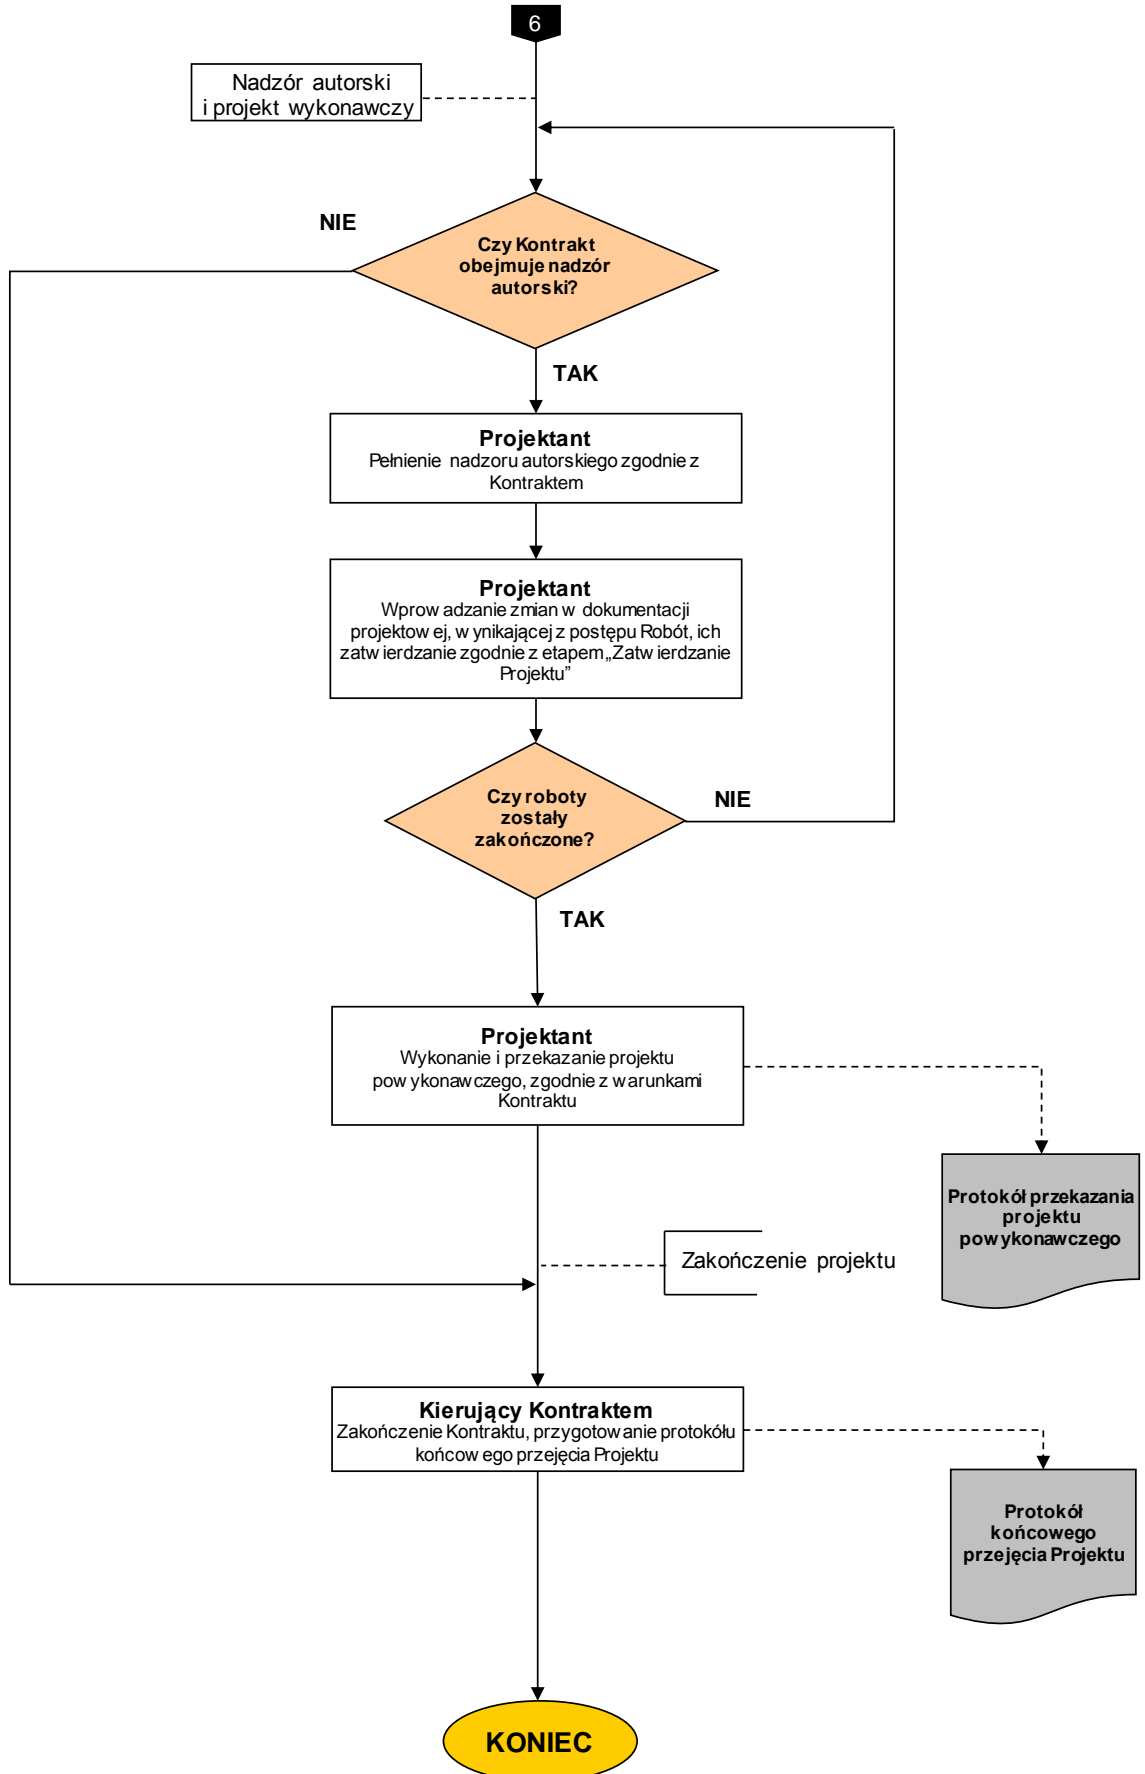 6
Nadzór autorski
i projekt wykonawczy
NIE
Czy Kontrakt
obejmuje nadzór
autorski?
TAK
Projektant
Pełnienie nadzoru autorskiego zgodnie z
Kontraktem
Projektant
Wprowadzanie zmian w dokumentacji
projektowej, wynikającej z postępu Robót, ich
zatwierdzanie zgodnie z etapem „Zatwierdzanie
Projektu”
Czy roboty
zostały
zakończone?
NIE
TAK
Projektant
Wykonanie i przekazanie projektu
powykonawczego, zgodnie z warunkami
Kontraktu
Protokół przekazania
projektu
powykonawczego
Zakończenie projektu
Kierujący Kontraktem
Zakończenie Kontraktu, przygotowanie protokółu
końcowego przejęcia Projektu
Protokół
końcowego
przejęcia Projektu
KONIEC